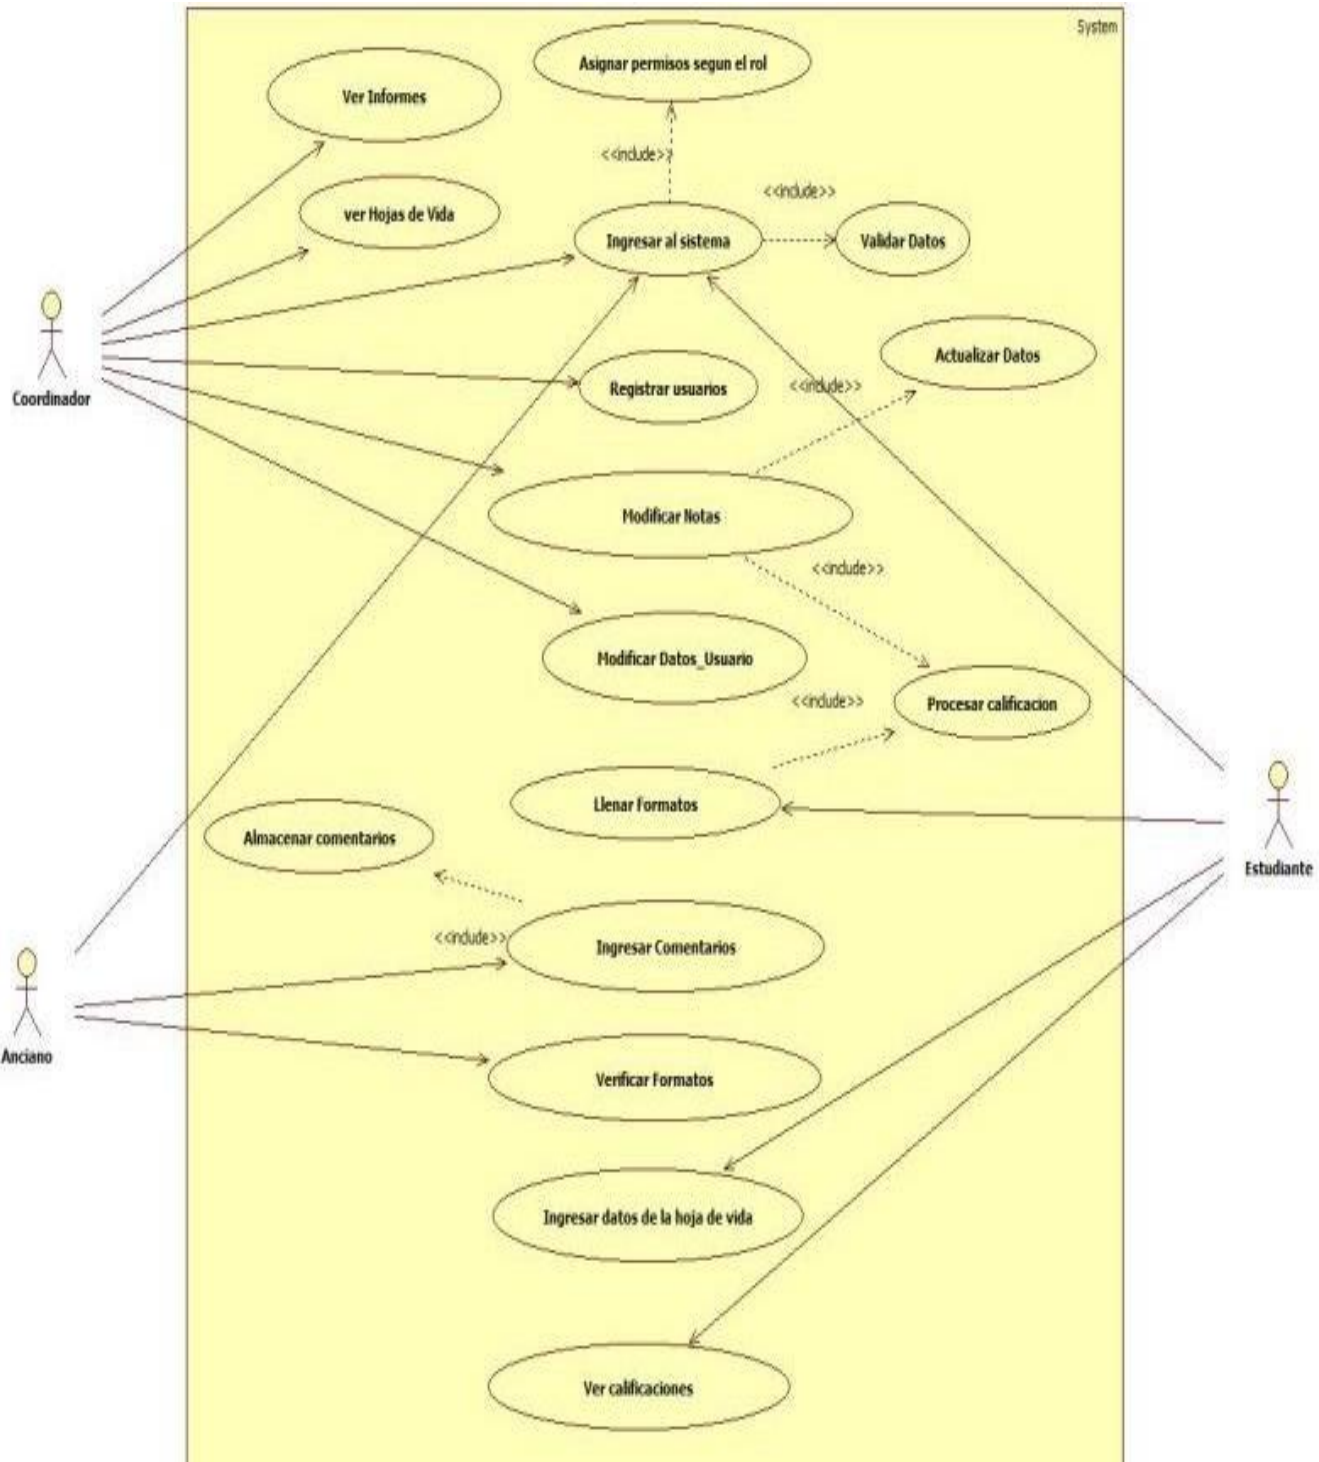 System
Asignar permisos segun el rol
Ver Informes
<<include>>
<<include>>
ver Hojas de Vida
Ingresar al sistema
Validar Datos
Actualizar Datos
Coordinador
Registrar usuarios
<<include>>
Modificar Notas
<<include>>
Modificar Datos_Usuario
<<include>>
Procesar calificacion
Llenar Formatos
Almacenar comentarios
Estudiante
<<include>>
Ingresar Comentarios
Anciano
Verificar Formatos
Ingresar datos de la hoja de vida
Ver calificaciones